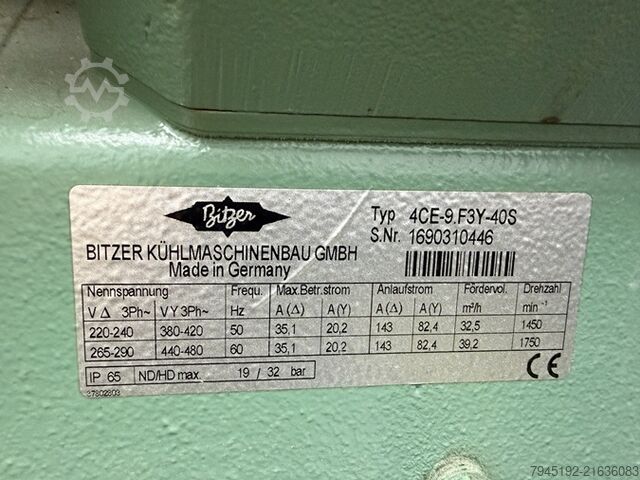 Bitzer
Typ 4CE-9.F3Y-40S
S.Nr. 1690310446
BITZER KÜHLMASCHINENBAU GMBH
Made in Germany
Nennspannung Frequ. Max.Betr.strom Anlaufstrom Fördervol. Drehzahl
V Δ 3Ph~ V Y 3Ph~ Hz A (Δ) A (Y) A (Δ) A (Y) m³/h min⁻¹
220-240 380-420 50 35,1 20,2 143 82,4 32,5 1450
265-290 440-480 60 35,1 20,2 143 82,4 39,2 1750
IP 65 ND/HD max. 19 / 32 bar
CE
37802803
7945192-21636083